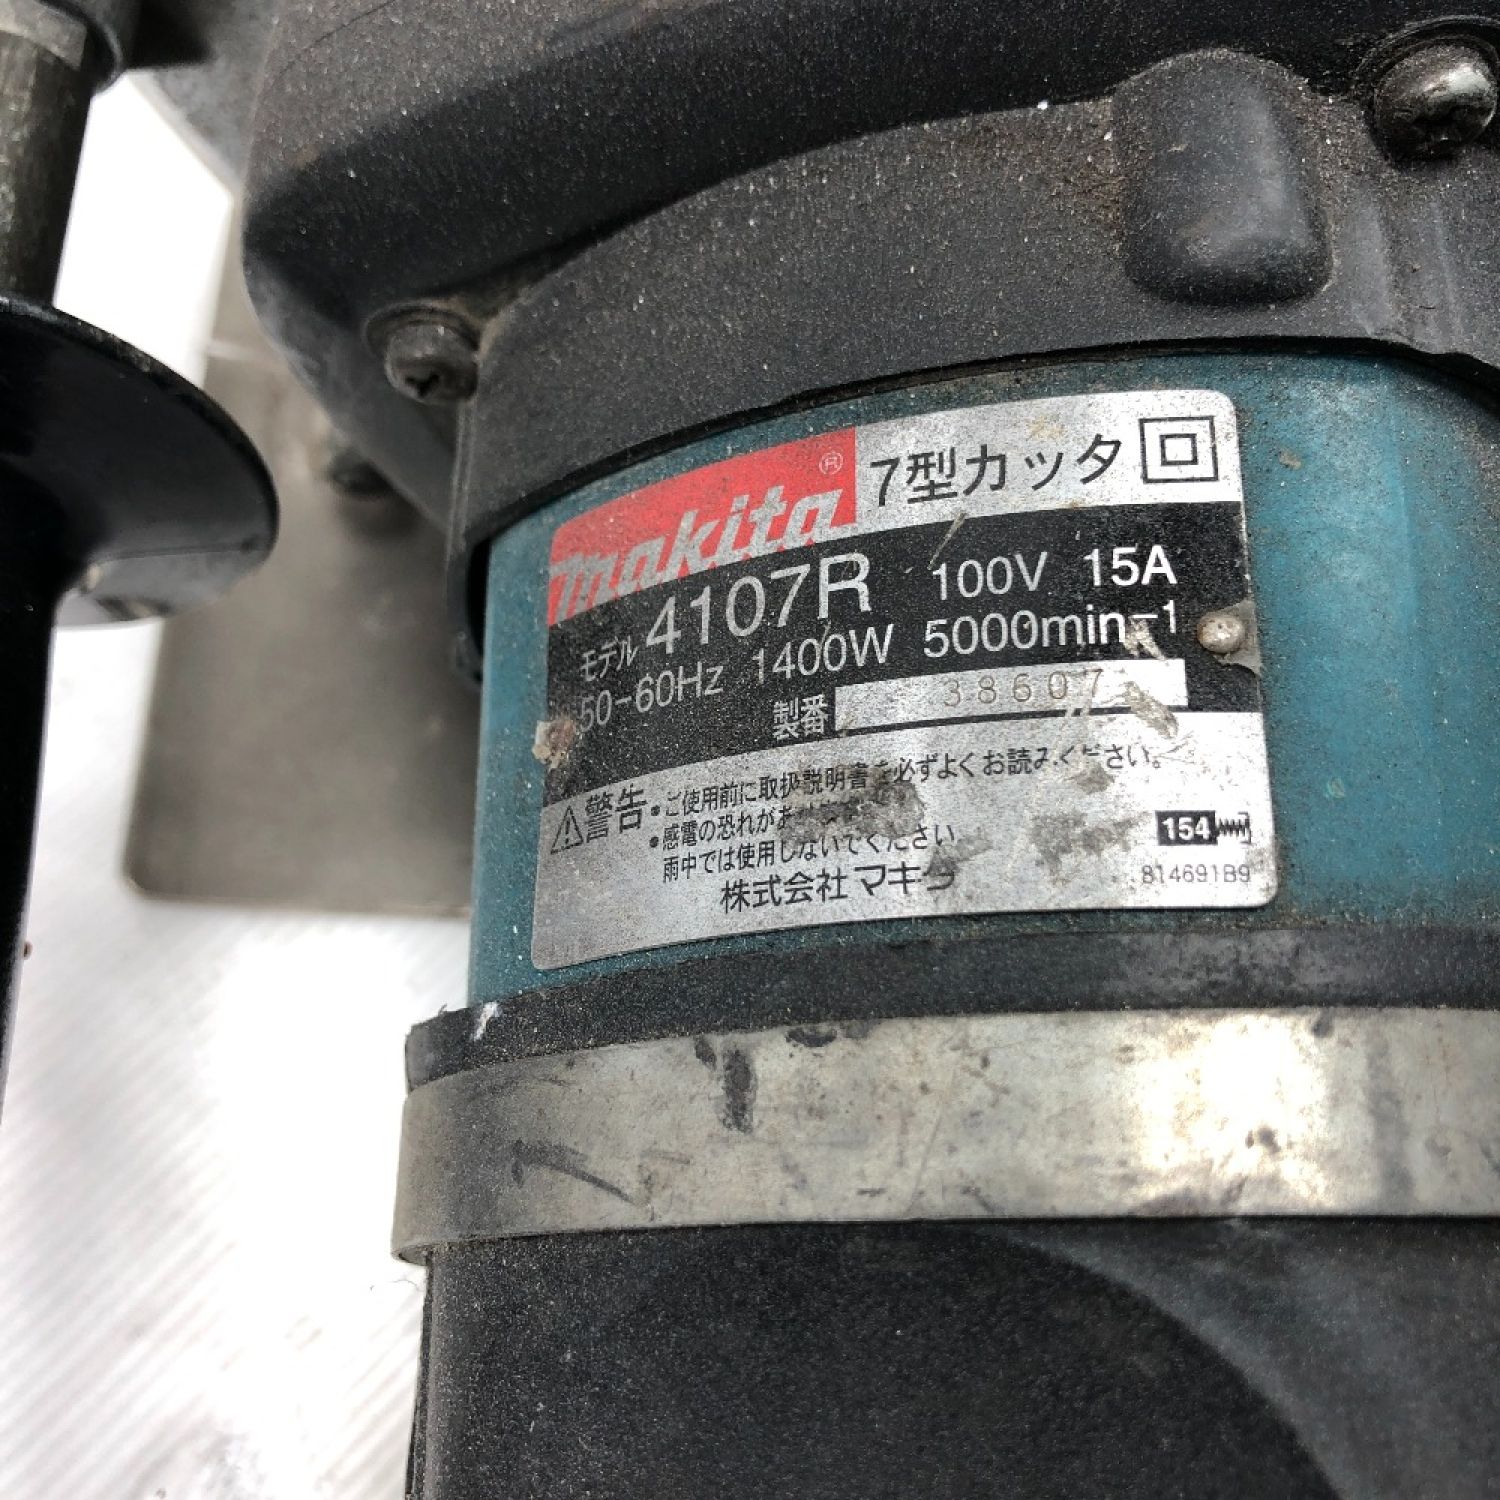 makita® 7型カッタ
モデル 4107R 100V 15A
50-60Hz 1400W 5000min-1
製番 38607
警告 • ご使用前に取扱説明書を必ずよくお読みください。
• 感電の恐れがあ
雨中では使用しないでください
株式会社マキタ
154
814691B9